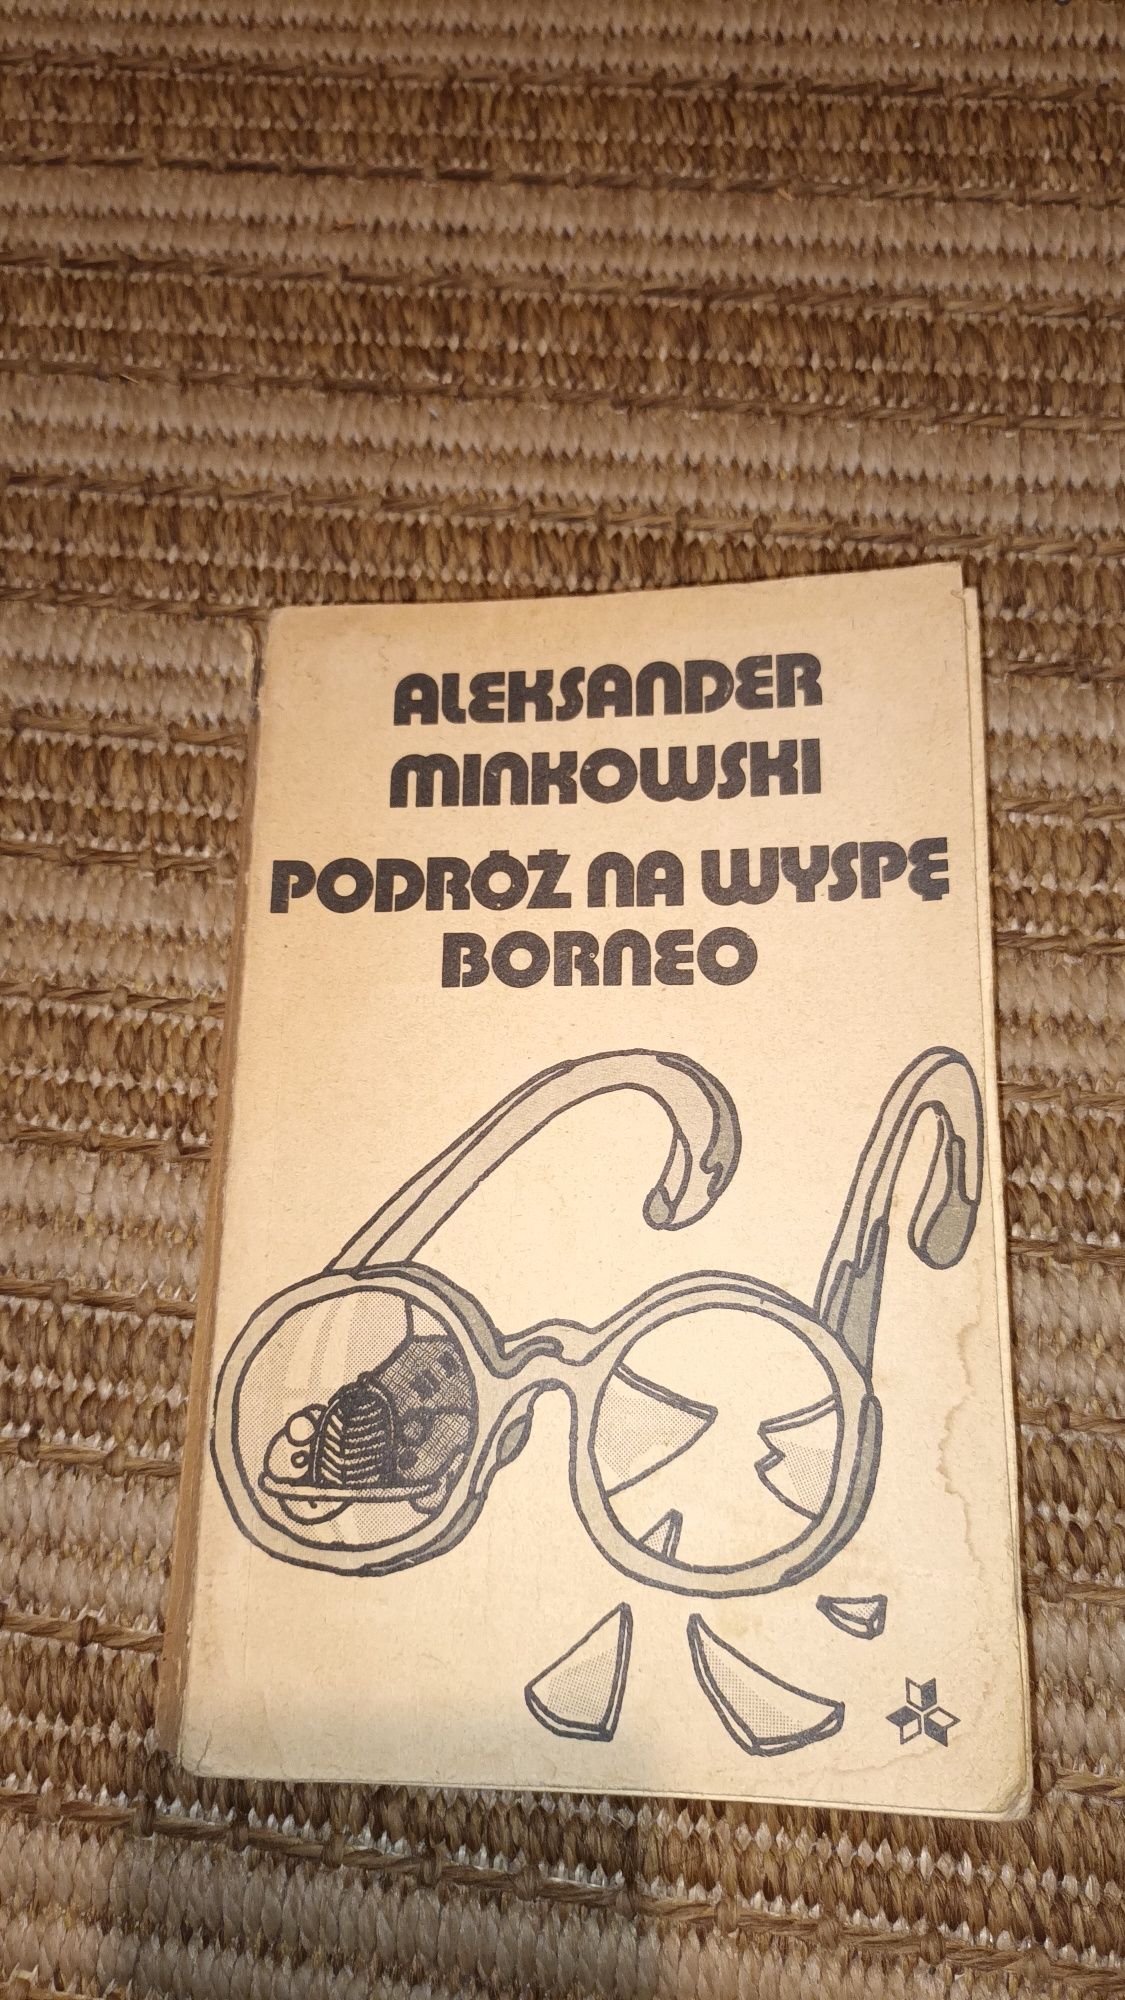 ALEKSANDER
MINKOWSKI
PODRÓŻ NA WYSPĘ
BORNEO